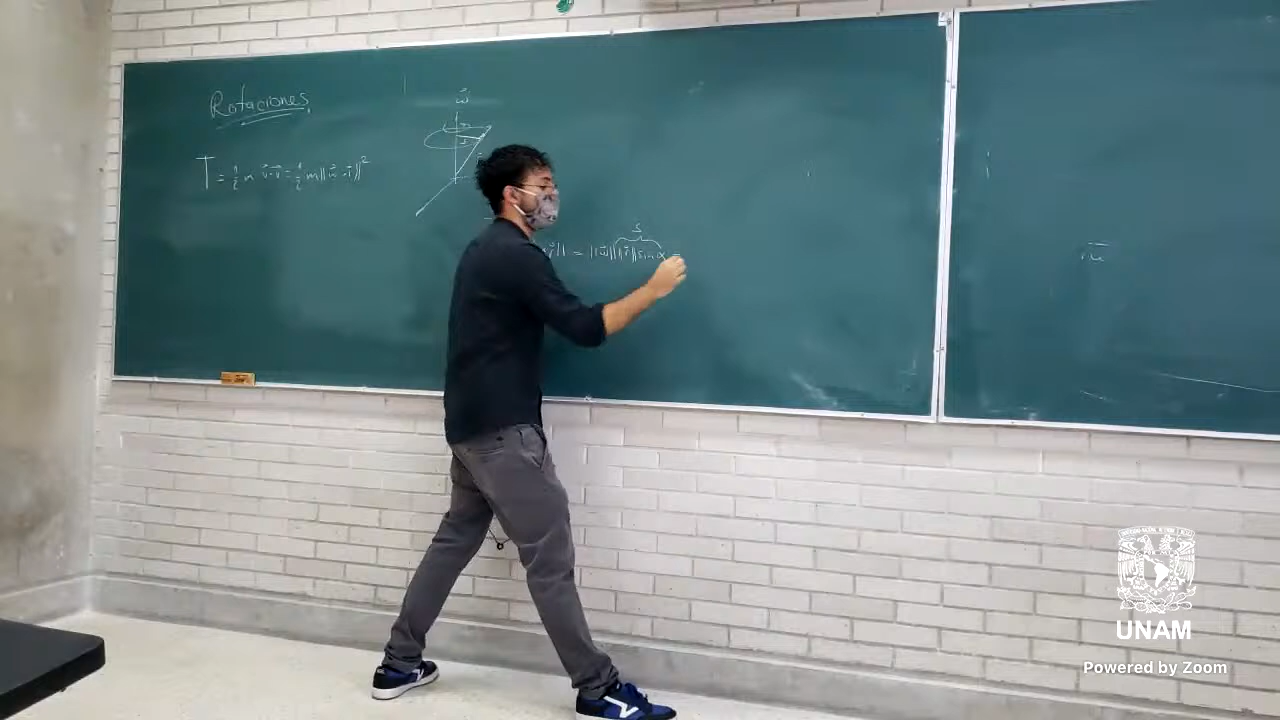 Rotaciones
T = 1/2 m v⃗·v⃗ = 1/2 m||ω⃗×r⃗||²
ω⃗
s
r⃗|| = ||ω⃗||||r⃗||sin α =
UNAM
Powered by Zoom